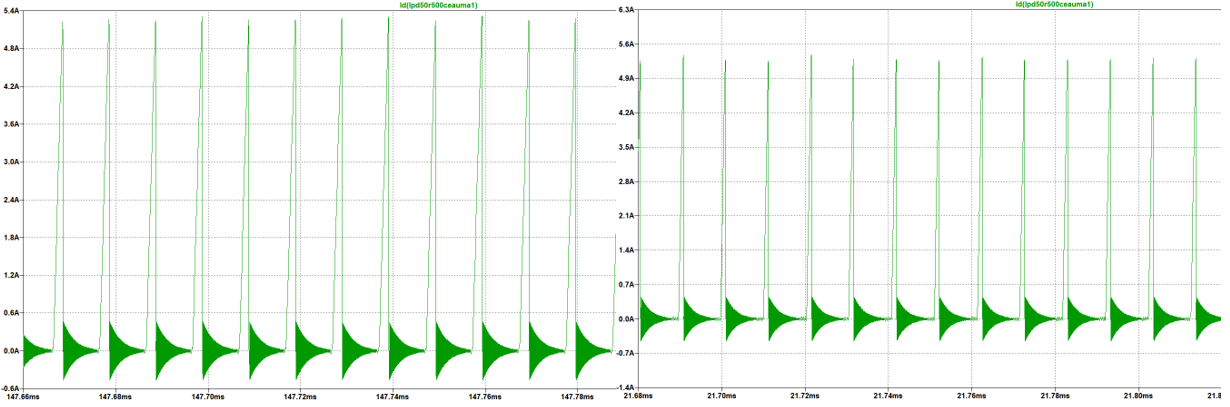 Id(Ipd50r500ceauma1)
5.4A
4.8A
4.2A
3.6A
3.0A
2.4A
1.8A
1.2A
0.6A
0.0A
-0.6A
147.66ms 147.68ms 147.70ms 147.72ms 147.74ms 147.76ms 147.78ms
Id(Ipd50r500ceauma1)
6.3A
5.6A
4.9A
4.2A
3.5A
2.8A
2.1A
1.4A
0.7A
0.0A
-0.7A
-1.4A
21.68ms 21.70ms 21.72ms 21.74ms 21.76ms 21.78ms 21.80ms